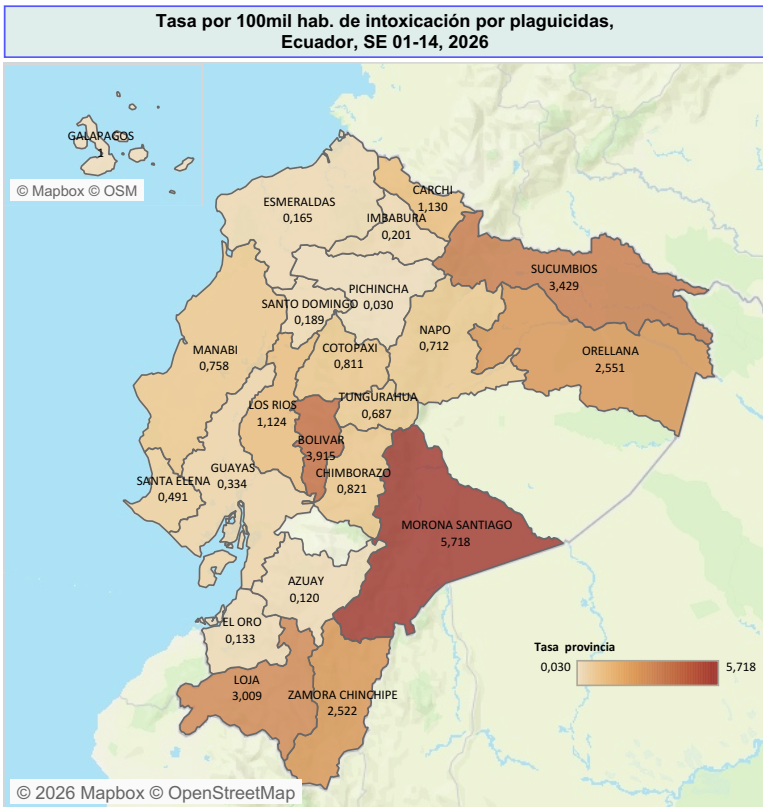 Tasa por 100mil hab. de intoxicación por plaguicidas,
Ecuador, SE 01-14, 2026
GALAPAGOS
1
© Mapbox © OSM
ESMERALDAS
0,165
CARCHI
1,130
IMBABURA
0,201
SUCUMBIOS
3,429
PICHINCHA
0,030
SANTO DOMINGO
0,189
NAPO
0,712
ORELLANA
2,551
MANABI
0,758
COTOPAXI
0,811
TUNGURAHUA
0,687
LOS RIOS
1,124
BOLIVAR
3,915
GUAYAS
0,334
CHIMBORAZO
0,821
SANTA ELENA
0,491
MORONA SANTIAGO
5,718
AZUAY
0,120
EL ORO
0,133
LOJA
3,009
ZAMORA CHINCHIPE
2,522
Tasa provincia
0,030 5,718
© 2026 Mapbox © OpenStreetMap